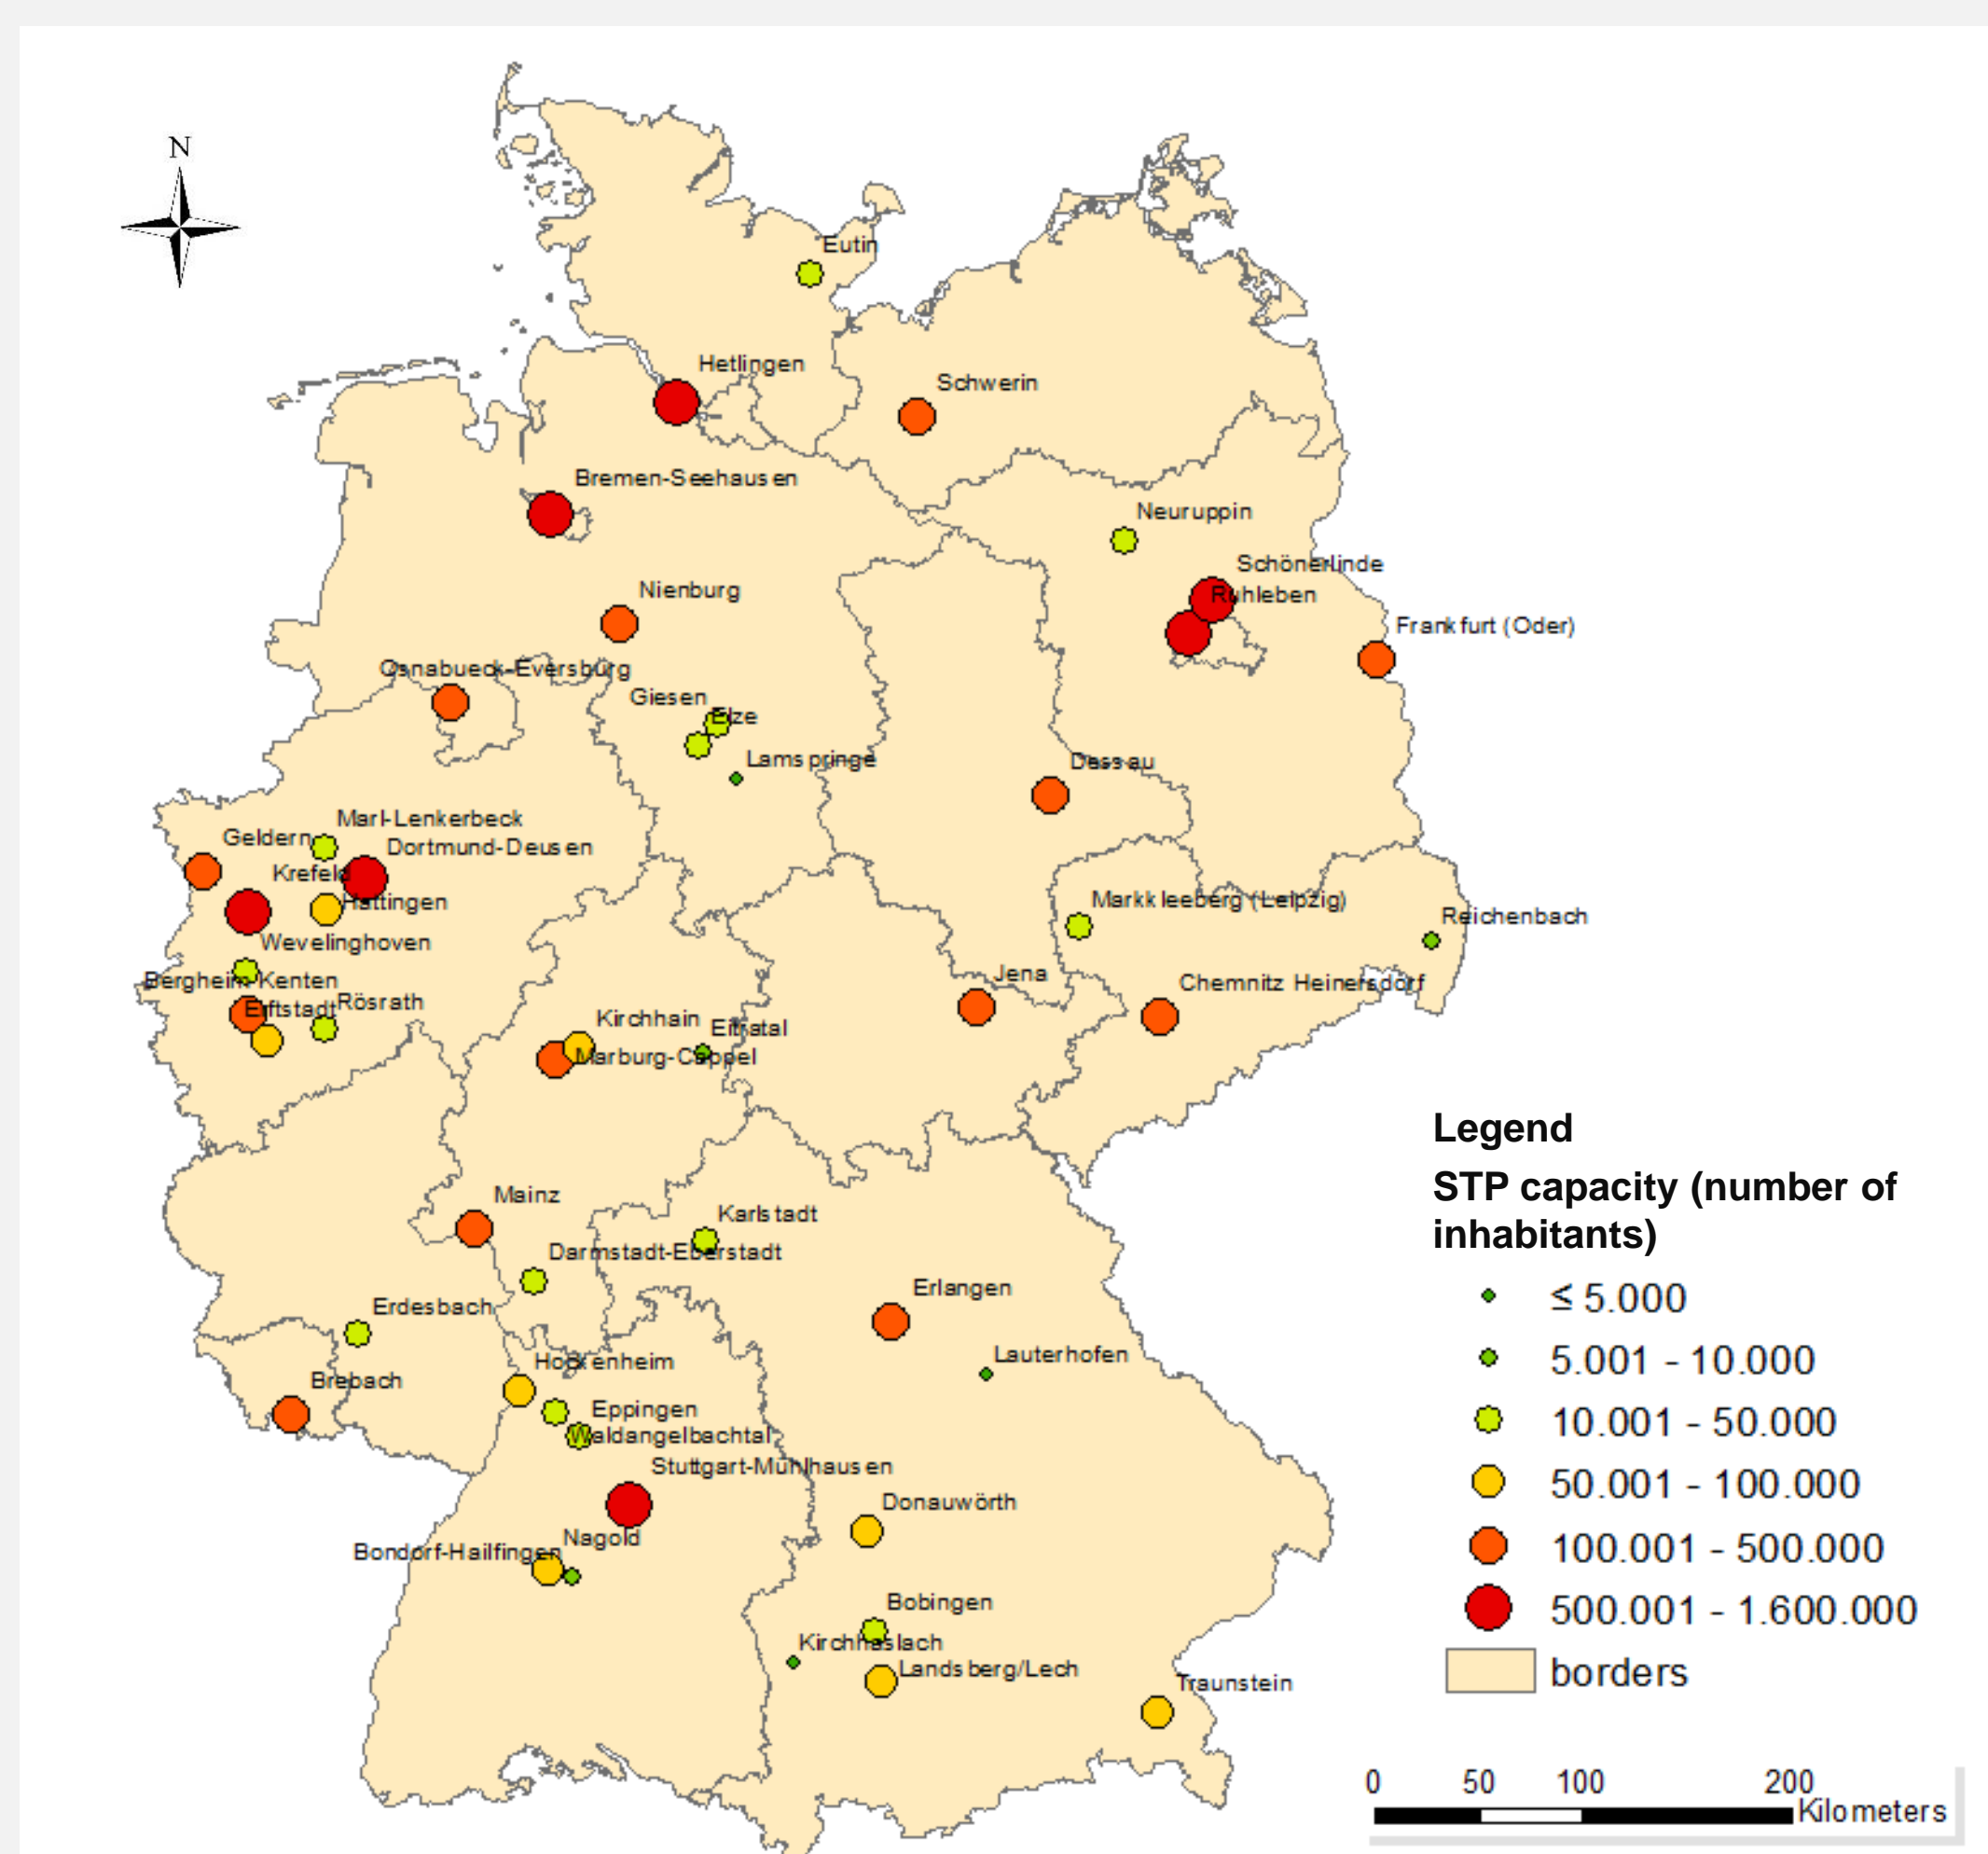 N
Eutin
Hetlingen
Schwerin
Bremen-Seehausen
Neuruppin
Schönerlinde
Nienburg
Ruhleben
Frankfurt (Oder)
Osnabueck-Eversburg
Giesen
Elze
Lamspringe
Dessau
Marl-Lenkerbeck
Geldern
Dortmund-Deusen
Krefeld
Hattingen
Markkleeberg (Leipzig)
Reichenbach
Wevelinghoven
Bergheim-Kenten
Jena
Chemnitz Heinersdorf
Erftstadt
Rösrath
Kirchhain
Eitratal
Marburg-Cappel
Mainz
Karlstadt
Darmstadt-Eberstadt
Erdesbach
Erlangen
Hockenheim
Lauterhofen
Brebach
Eppingen
Waldangelbachtal
Stuttgart-Mühlhausen
Donauwörth
Nagold
Bondorf-Hailfingen
Bobingen
Kirchhaslach
Landsberg/Lech
Traunstein
Legend
STP capacity (number of
inhabitants)
≤ 5.000
5.001 - 10.000
10.001 - 50.000
50.001 - 100.000
100.001 - 500.000
500.001 - 1.600.000
borders
0 50 100 200
Kilometers